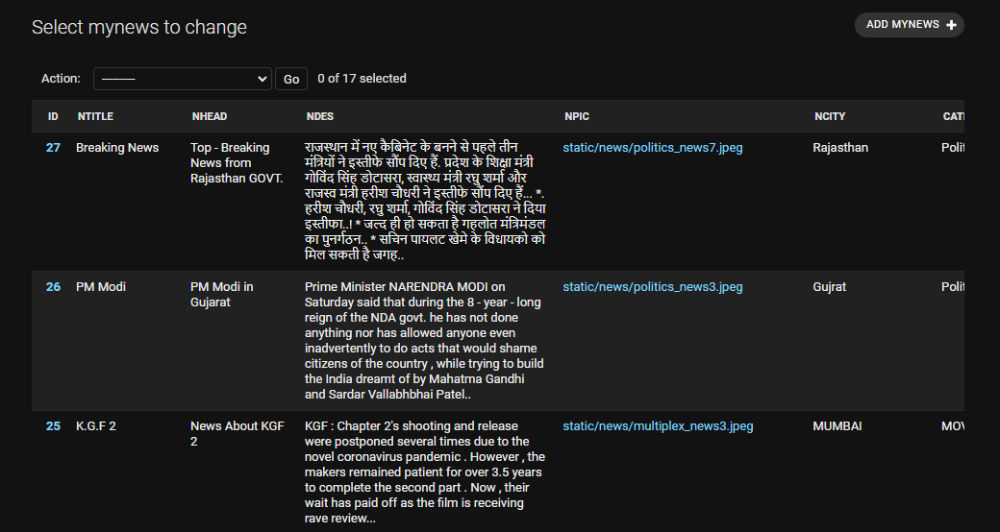 Select mynews to change
ADD MYNEWS +
Action: ---------
Go
0 of 17 selected
ID NTITLE NHEAD NDES NPIC NCITY CATE
27
Breaking News
Top - Breaking
News from
Rajasthan GOVT.
राजस्थान में नए कैबिनेट के बनने से पहले तीन
मंत्रियों ने इस्तीफे सौंप दिए हैं. प्रदेश के शिक्षा मंत्री
गोविंद सिंह डोटासरा, स्वास्थ्य मंत्री रघु शर्मा और
राजस्व मंत्री हरीश चौधरी ने इस्तीफे सौंप दिए हैं... *.
हरीश चौधरी, रघु शर्मा, गोविंद सिंह डोटासरा ने दिया
इस्तीफा..! * जल्द ही हो सकता है गहलोत मंत्रिमंडल
का पुनर्गठन.. * सचिन पायलट खेमे के विधायको को
मिल सकती है जगह..
static/news/politics_news7.jpeg
Rajasthan
Polit
26
PM Modi
PM Modi in
Gujarat
Prime Minister NARENDRA MODI on
Saturday said that during the 8 - year - long
reign of the NDA govt. he has not done
anything nor has allowed anyone even
inadvertently to do acts that would shame
citizens of the country , while trying to build
the India dreamt of by Mahatma Gandhi
and Sardar Vallabhbhai Patel..
static/news/politics_news3.jpeg
Gujrat
Polit
25
K.G.F 2
News About KGF
2
KGF : Chapter 2's shooting and release
were postponed several times due to the
novel coronavirus pandemic . However , the
makers remained patient for over 3.5 years
to complete the second part . Now , their
wait has paid off as the film is receiving
rave review...
static/news/multiplex_news3.jpeg
MUMBAI
MOV